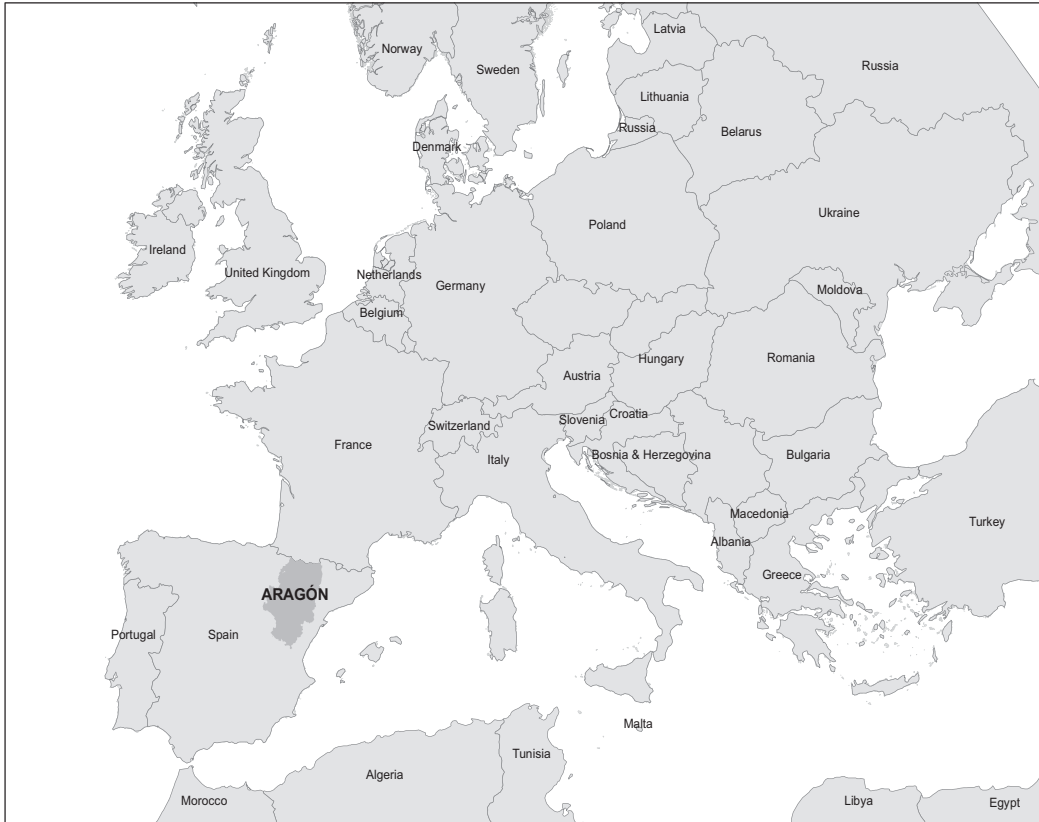 Latvia
Norway
Russia
Sweden
Lithuania
Russia
Belarus
Denmark
Ukraine
Poland
Ireland
United Kingdom
Netherlands
Germany
Moldova
Belgium
Hungary
Romania
Austria
Croatia
Slovenia
Switzerland
France
Bosnia & Herzegovina
Bulgaria
Italy
Macedonia
Turkey
Albania
Greece
ARAGÓN
Portugal
Spain
Malta
Tunisia
Algeria
Morocco
Libya
Egypt